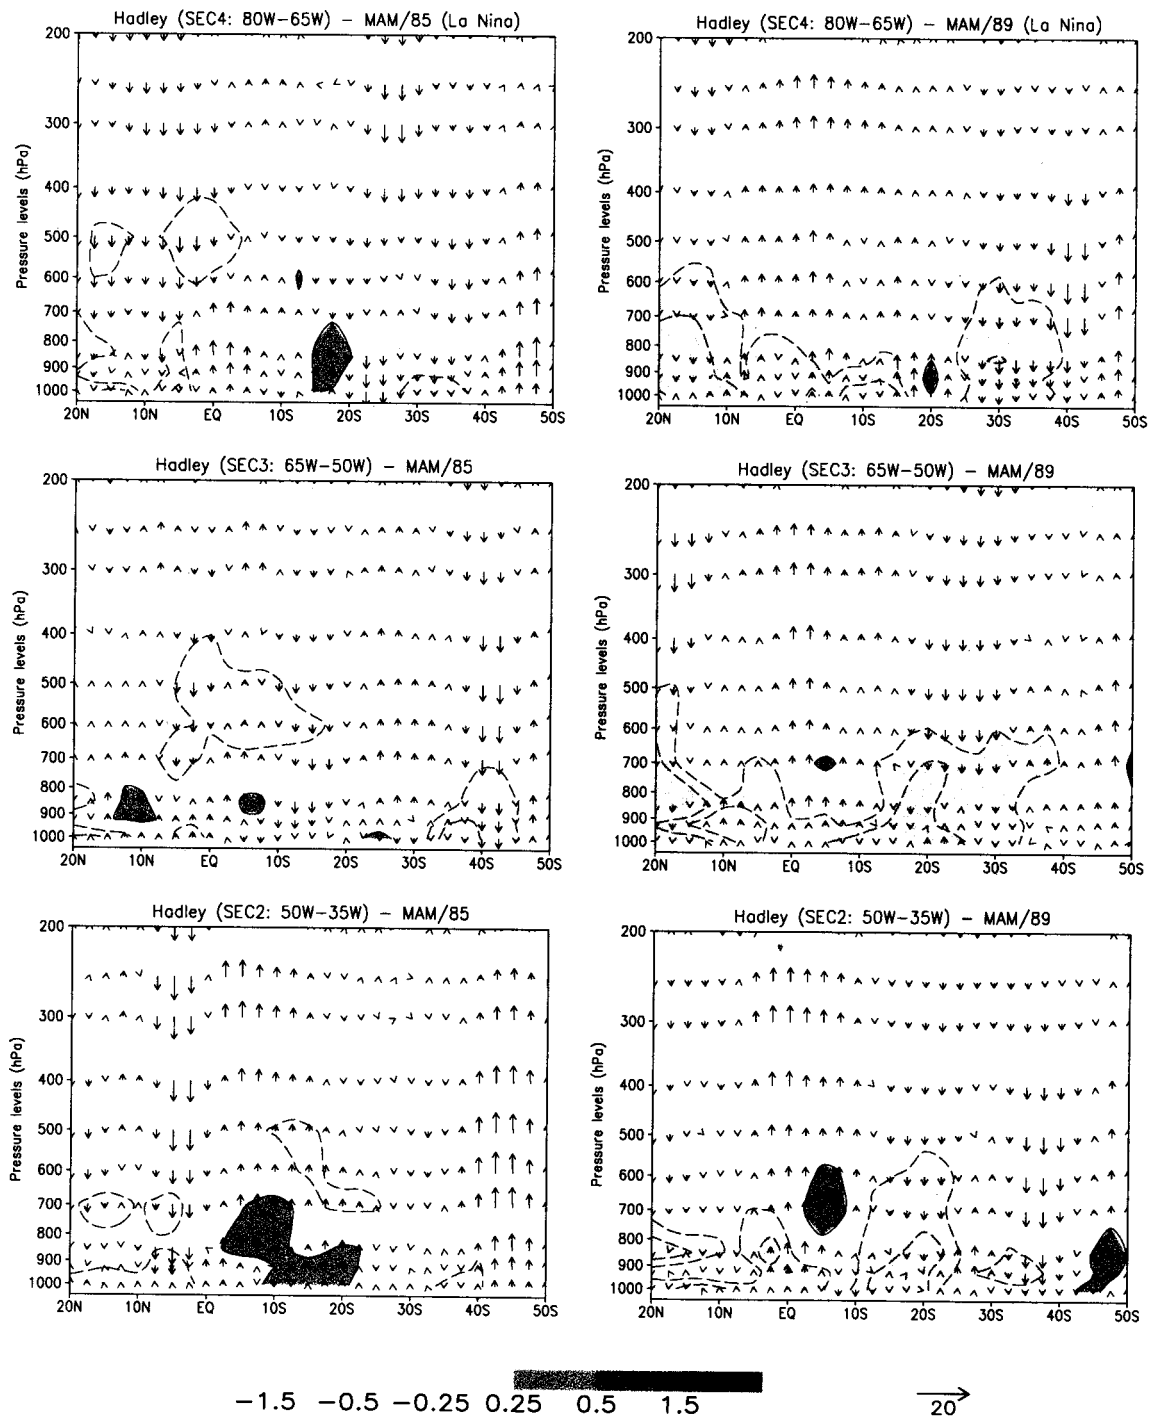 Hadley (SEC4: 80W-65W) - MAM/85 (La Nina)
Pressure levels (hPa)
200
300
400
500
600
700
800
900
1000
20N 10N EQ 10S 20S 30S 40S 50S
Hadley (SEC4: 80W-65W) - MAM/89 (La Nina)
Pressure levels (hPa)
200
300
400
500
600
700
800
900
1000
20N 10N EQ 10S 20S 30S 40S 50S
Hadley (SEC3: 65W-50W) - MAM/85
Pressure levels (hPa)
200
300
400
500
600
700
800
900
1000
20N 10N EQ 10S 20S 30S 40S 50S
Hadley (SEC3: 65W-50W) - MAM/89
Pressure levels (hPa)
200
300
400
500
600
700
800
900
1000
20N 10N EQ 10S 20S 30S 40S 50S
Hadley (SEC2: 50W-35W) - MAM/85
Pressure levels (hPa)
200
300
400
500
600
700
800
900
1000
20N 10N EQ 10S 20S 30S 40S 50S
Hadley (SEC2: 50W-35W) - MAM/89
Pressure levels (hPa)
200
300
400
500
600
700
800
900
1000
20N 10N EQ 10S 20S 30S 40S 50S
-1.5 -0.5 -0.25 0.25 0.5 1.5
20